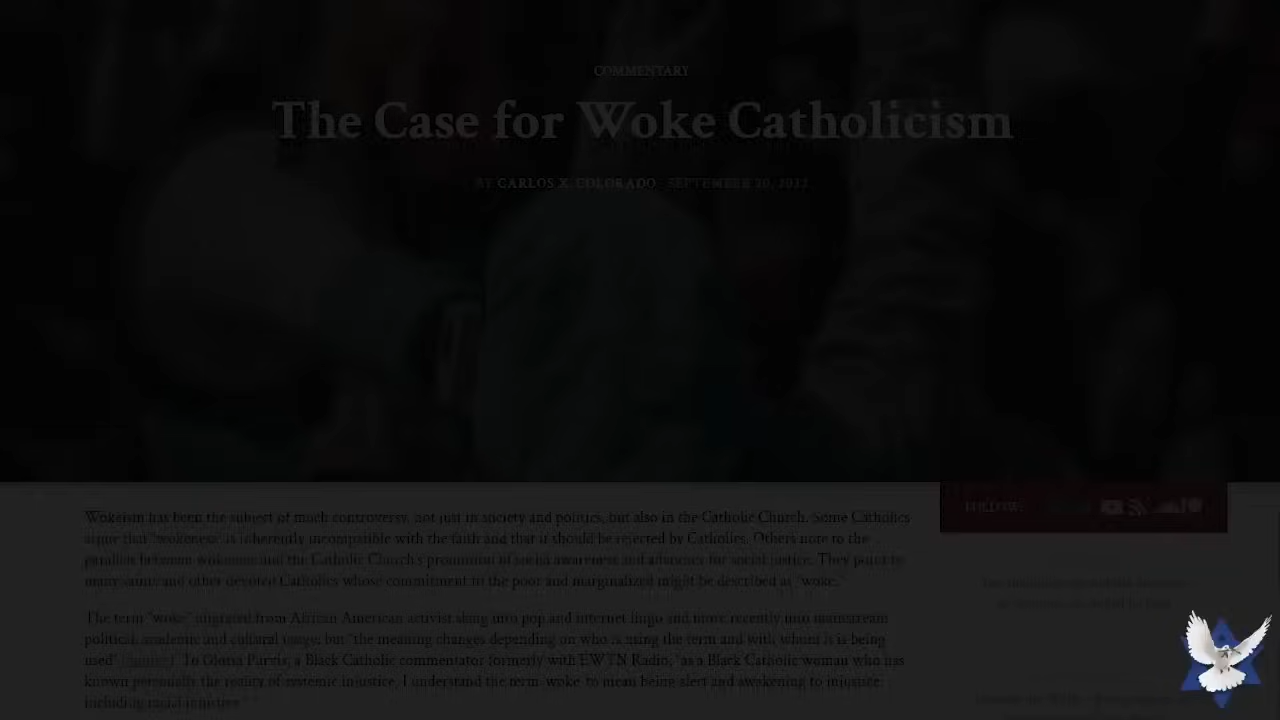 COMMENTARY
The Case for Woke Catholicism
BY CARLOS X. COLORADO SEPTEMBER 20, 2022
Wokeism has been the subject of much controversy, not just in society and politics, but also in the Catholic Church. Some Catholics
FOLLOW:
argue that "wokeness" is inherently incompatible with the faith and that it should be rejected by Catholics. Others note to the
parallels between wokeness and the Catholic Church's promotion of social awareness and advocacy for social justice. They point to
many saints and other devoted Catholics whose commitment to the poor and marginalized might be described as "woke."
The term "woke" migrated from African American activist slang into pop and internet lingo and more recently into mainstream
political, academic and cultural usage, but "the meaning changes depending on who is using the term and with whom it is being
used" To Gloria Purvis, a Black Catholic commentator formerly with EWTN Radio, "as a Black Catholic woman who has
known personally the reality of systemic injustice, I understand the term 'woke' to mean being alert and awakening to injustice
including racial injustice."